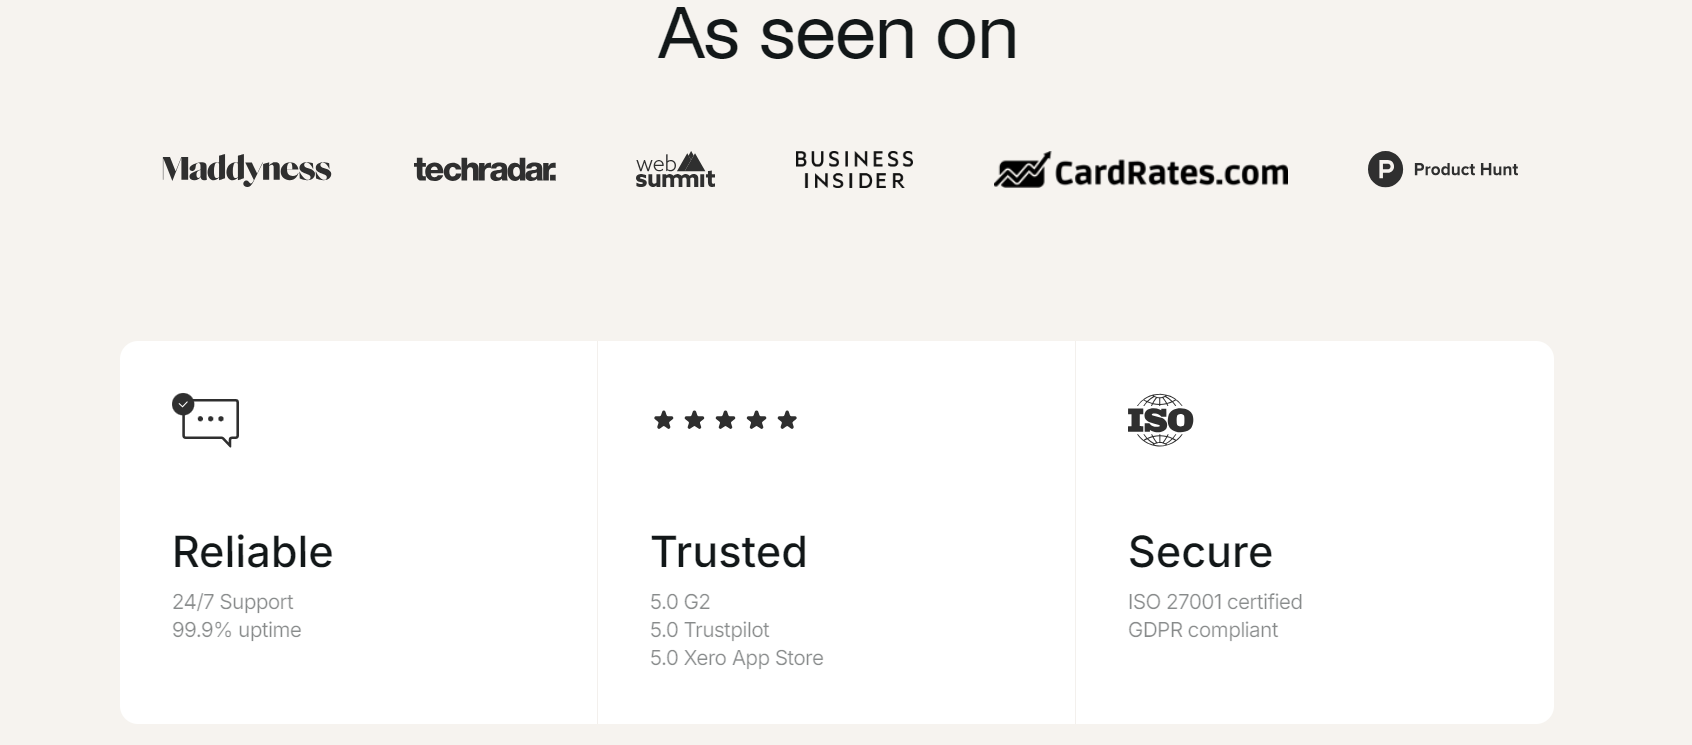 As seen on
Maddyness
techradar.
web
summit
BUSINESS
INSIDER
CardRates.com
P
Product Hunt
ISO
Reliable
24/7 Support
99.9% uptime
Trusted
5.0 G2
5.0 Trustpilot
5.0 Xero App Store
Secure
ISO 27001 certified
GDPR compliant